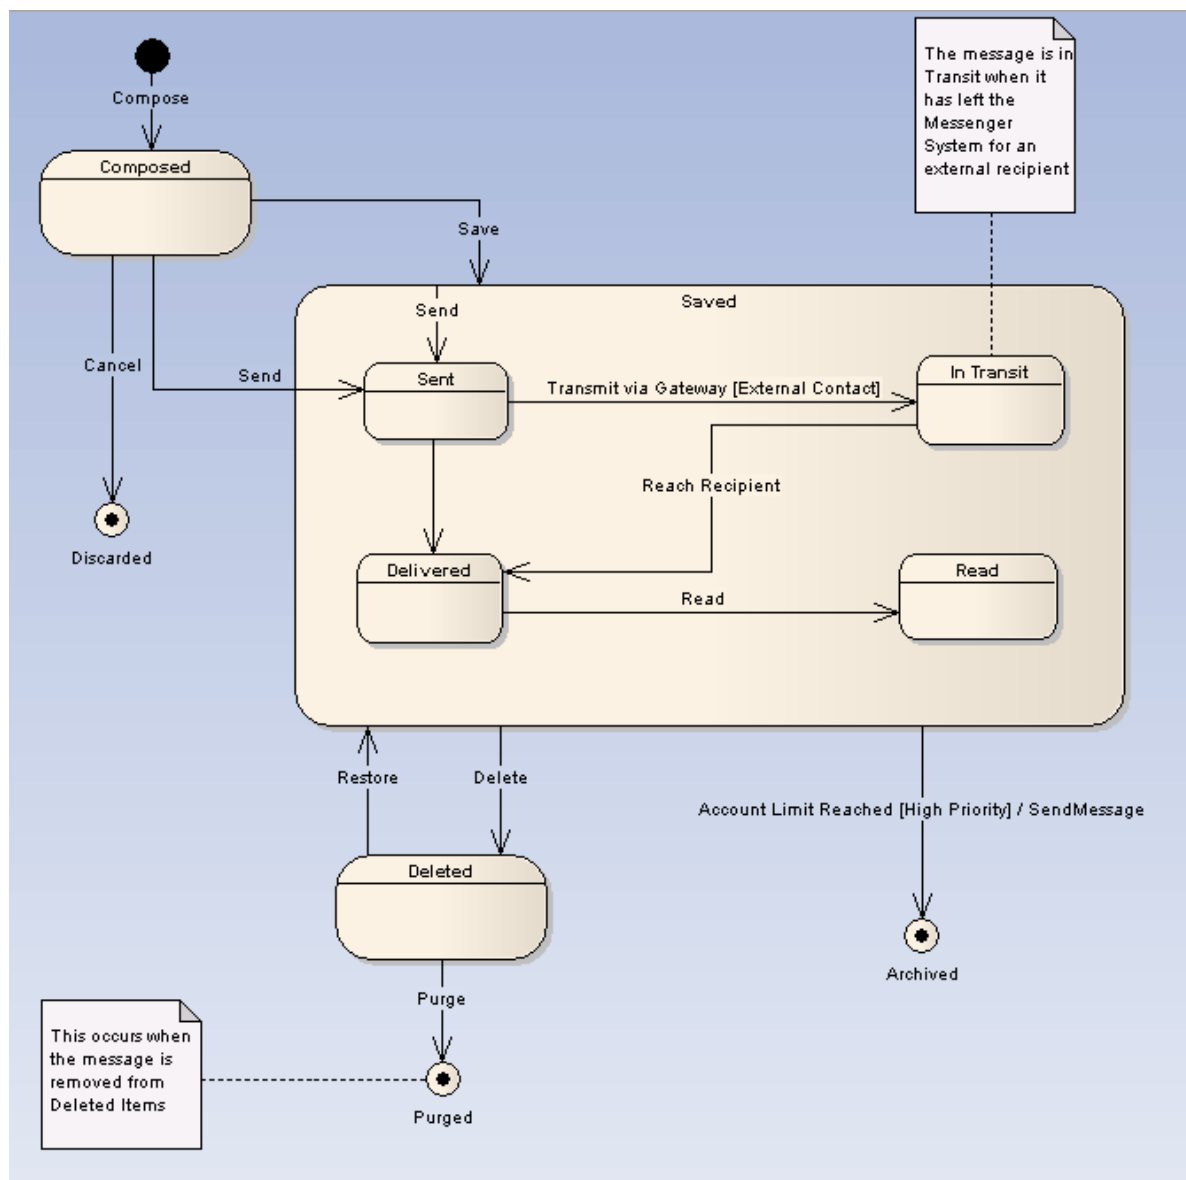 The message is in
Transit when it
has left the
Messenger
System for an
external recipient
Compose
Composed
Save
Saved
Send
Cancel
Send
Sent
Transmit via Gateway [External Contact]
In Transit
Reach Recipient
Discarded
Delivered
Read
Read
Restore
Delete
Account Limit Reached [High Priority] / SendMessage
Deleted
Archived
Purge
This occurs when
the message is
removed from
Deleted Items
Purged